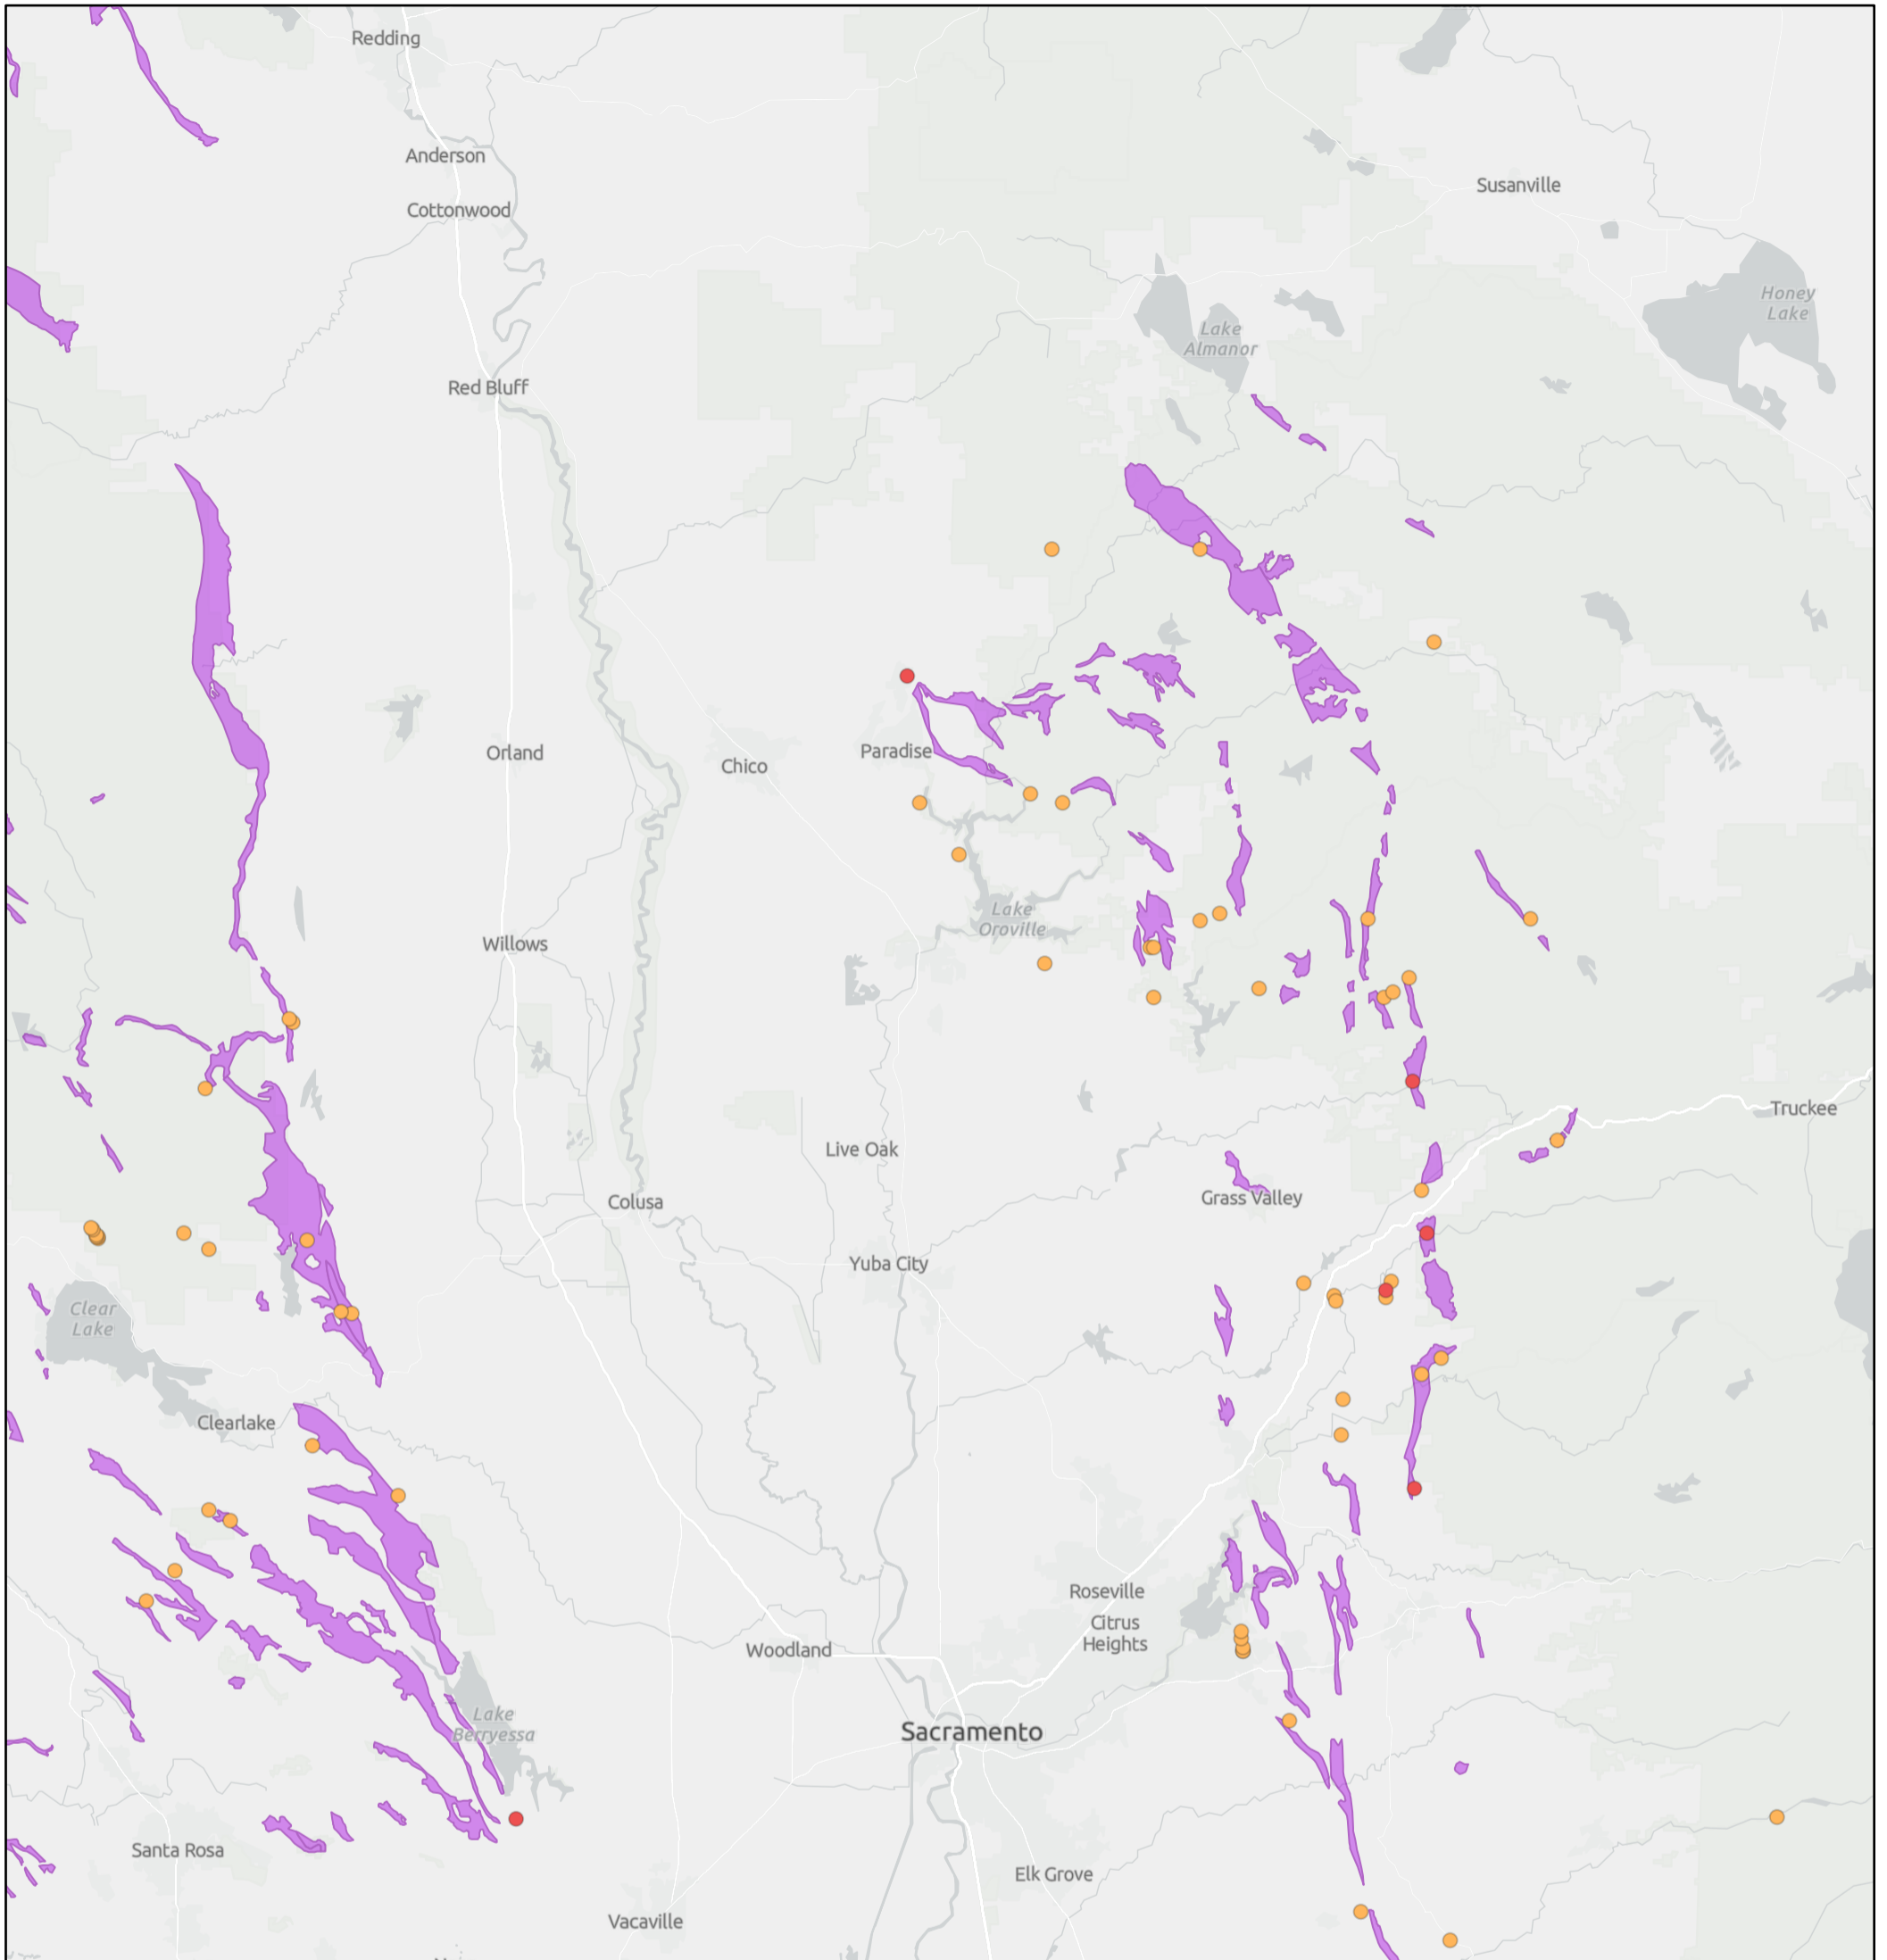 Redding
Anderson
Cottonwood
Susanville
Honey
Lake
Lake
Almanor
Red Bluff
Orland
Chico
Paradise
Willows
Lake
Oroville
Truckee
Live Oak
Colusa
Grass Valley
Yuba City
Clear
Lake
Clearlake
Roseville
Citrus
Heights
Woodland
Lake
Berryessa
Sacramento
Santa Rosa
Elk Grove
Vacaville